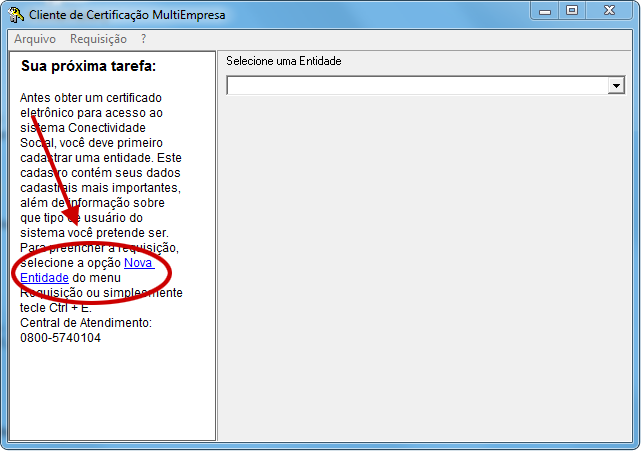 Cliente de Certificação MultiEmpresa
Arquivo Requisição ?
Sua próxima tarefa:
Antes obter um certificado
eletrônico para acesso ao
sistema Conectividade
Social, você deve primeiro
cadastrar uma entidade. Este
cadastro contém seus dados
cadastrais mais importantes,
além de informação sobre
que tipo de usuário do
sistema você pretende ser.
Para preencher a requisição,
selecione a opção Nova
Entidade do menu
Requisição ou simplesmente
tecle Ctrl + E.
Central de Atendimento:
0800-5740104
Selecione uma Entidade